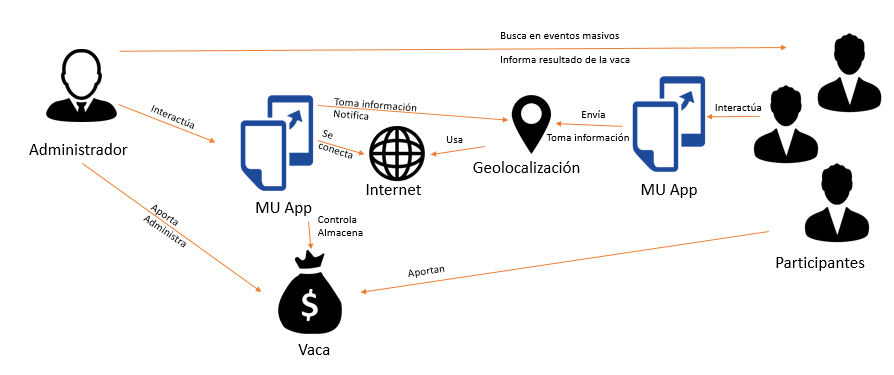 Busca en eventos masivos
Informa resultado de la vaca
Interactúa
Toma información
Notifica
Envía
Interactúa
Administrador
Se
conecta
Usa
Toma información
Geolocalización
Internet
MU App
MU App
Aporta
Administra
Controla
Almacena
Aportan
Participantes
$
Vaca